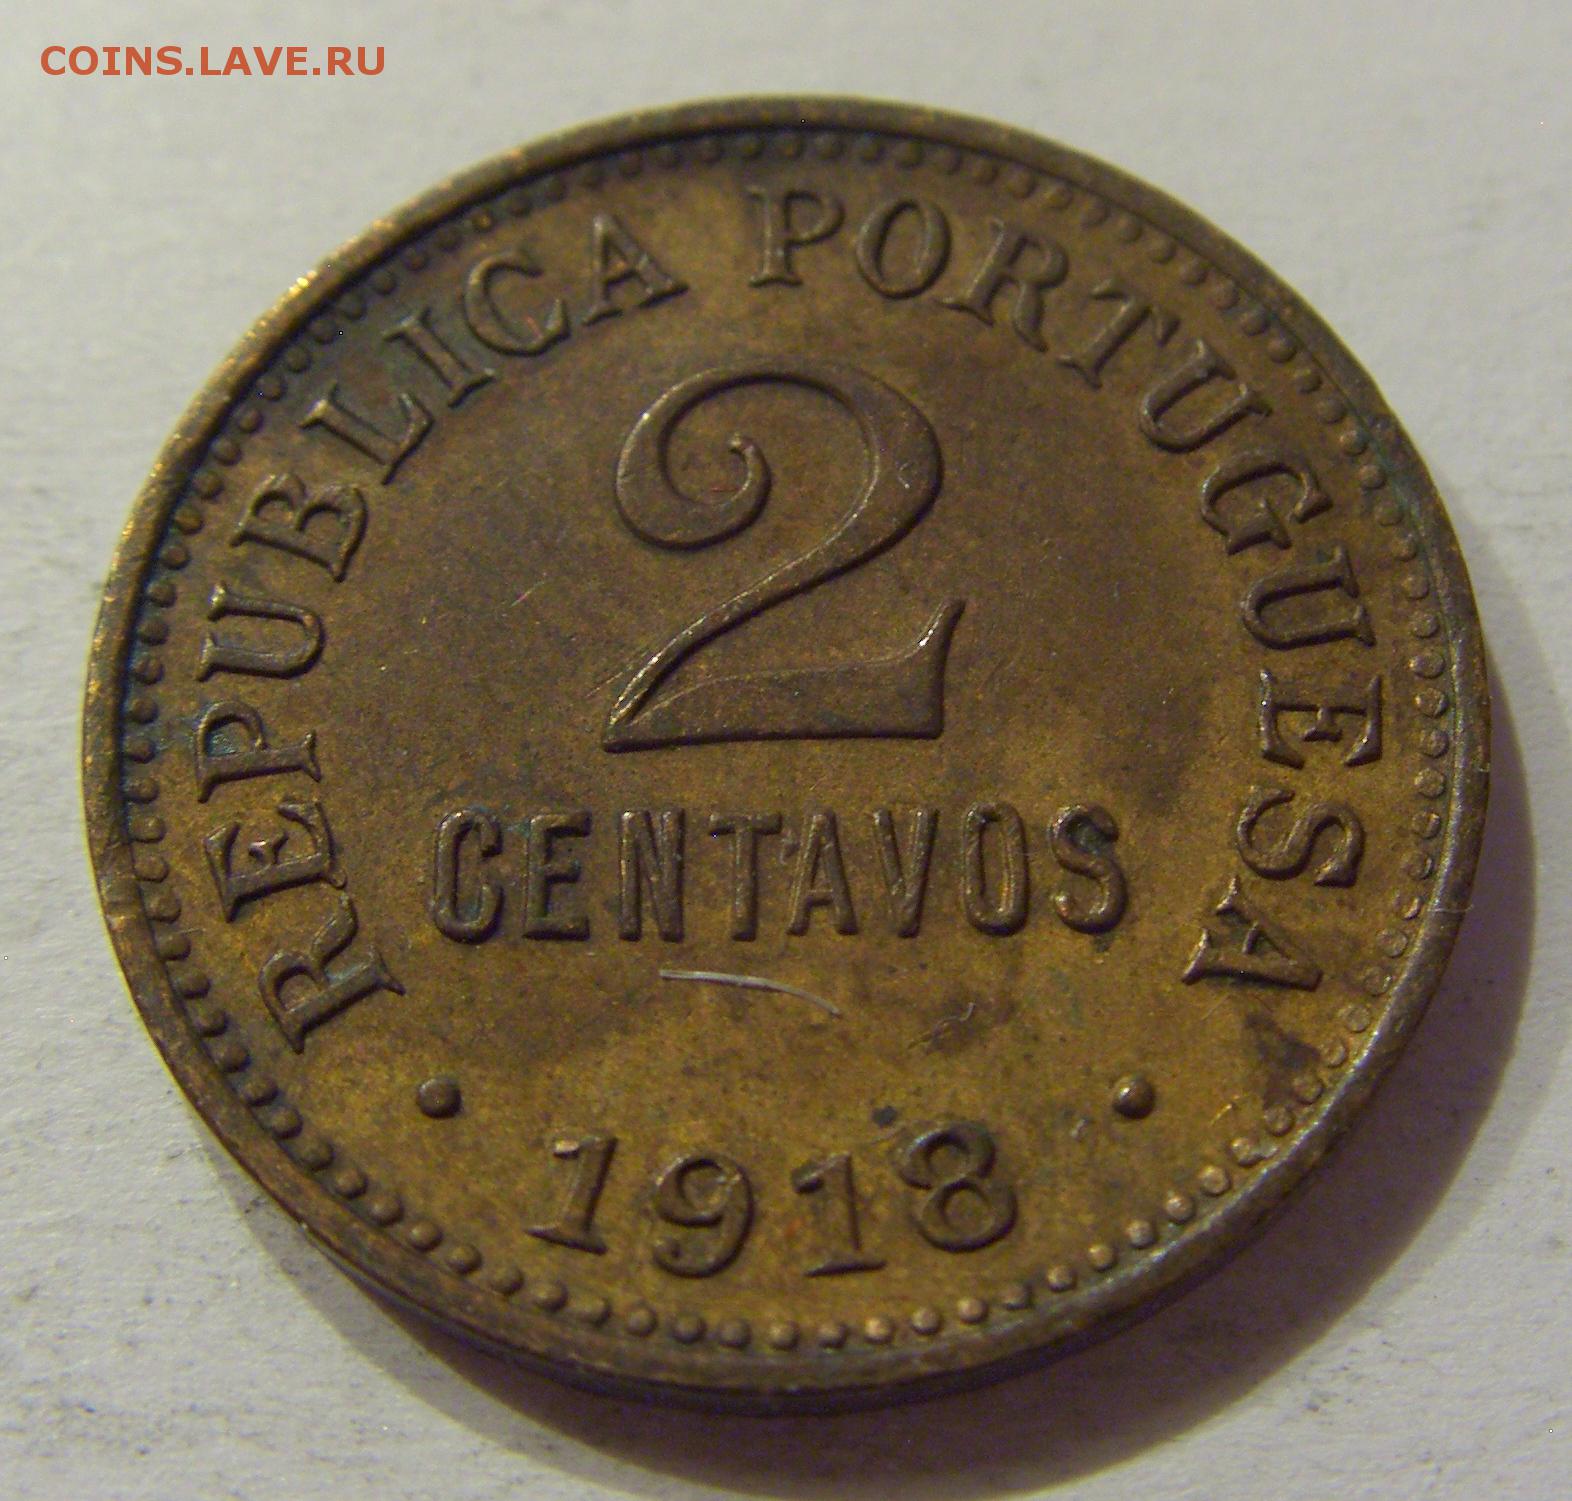 COINS.LAVE.RU
REPUBLICA PORTUGUESA
2
CENTAVOS
• 1918 •